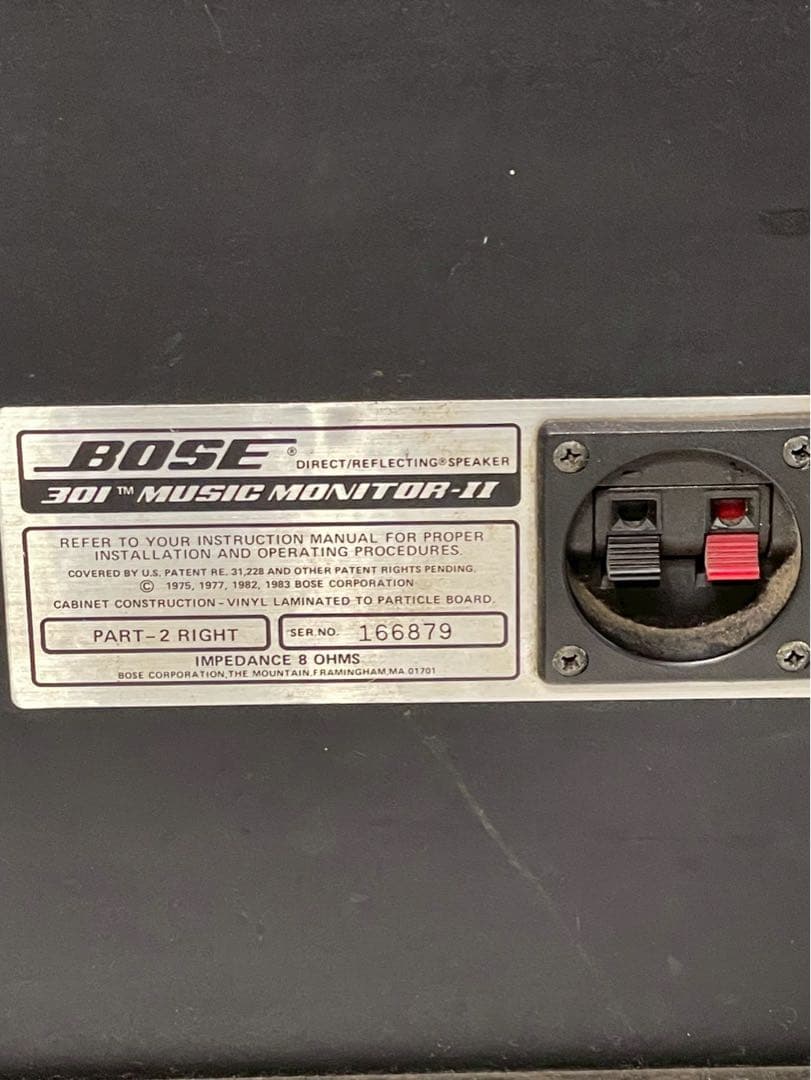 BOSE® DIRECT/REFLECTING® SPEAKER
301™ MUSIC MONITOR-II
REFER TO YOUR INSTRUCTION MANUAL FOR PROPER
INSTALLATION AND OPERATING PROCEDURES.
COVERED BY U.S. PATENT RE. 31,228 AND OTHER PATENT RIGHTS PENDING.
© 1975, 1977, 1982, 1983 BOSE CORPORATION
CABINET CONSTRUCTION-VINYL LAMINATED TO PARTICLE BOARD.
PART-2 RIGHT SER.NO. 166879
IMPEDANCE 8 OHMS
BOSE CORPORATION, THE MOUNTAIN, FRAMINGHAM, MA 01701